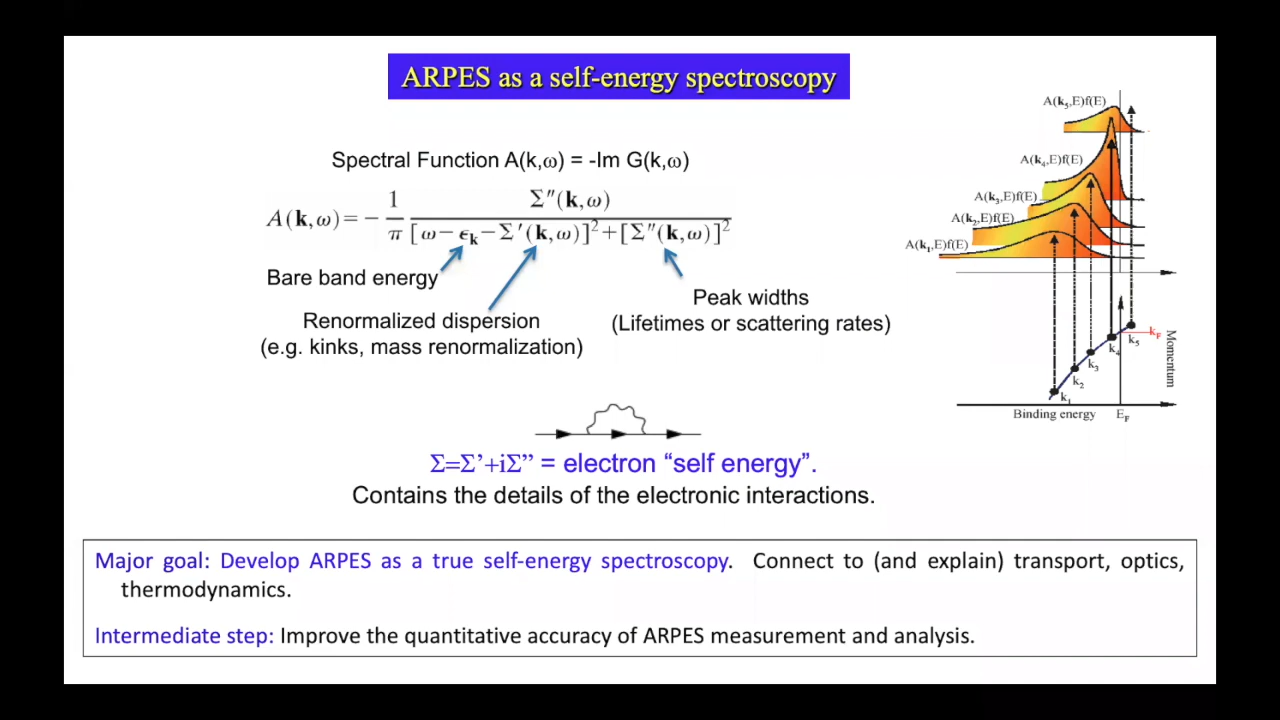 ARPES as a self-energy spectroscopy
Spectral Function A(k,ω) = -Im G(k,ω)
A(k,ω) = − 1/π Σ″(k,ω) / [ω − ϵk − Σ′(k,ω)]² + [Σ″(k,ω)]²
Bare band energy
Renormalized dispersion
(e.g. kinks, mass renormalization)
Peak widths
(Lifetimes or scattering rates)
Σ=Σ’+iΣ” = electron “self energy”.
Contains the details of the electronic interactions.
A(k5,E)f(E)
A(k4,E)f(E)
A(k3,E)f(E)
A(k2,E)f(E)
A(k1,E)f(E)
kF
k5
k4
k3
k2
k1
Momentum
Binding energy
EF
Major goal: Develop ARPES as a true self-energy spectroscopy. Connect to (and explain) transport, optics,
thermodynamics.
Intermediate step: Improve the quantitative accuracy of ARPES measurement and analysis.